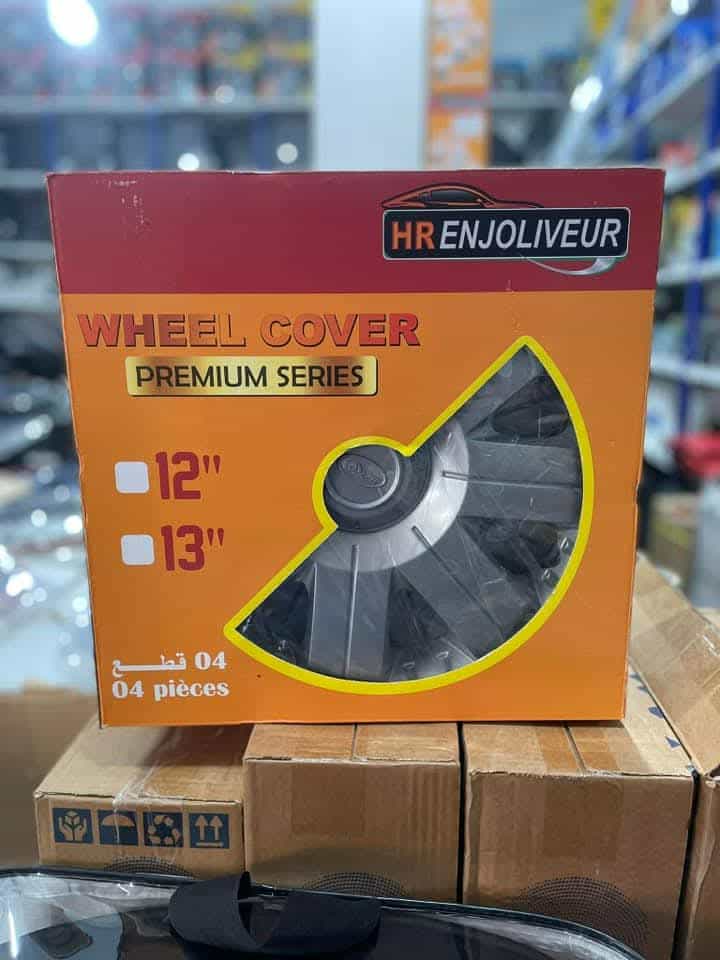 HR ENJOLIVEUR
WHEEL COVER
PREMIUM SERIES
12"
13"
04 قطع
04 pièces